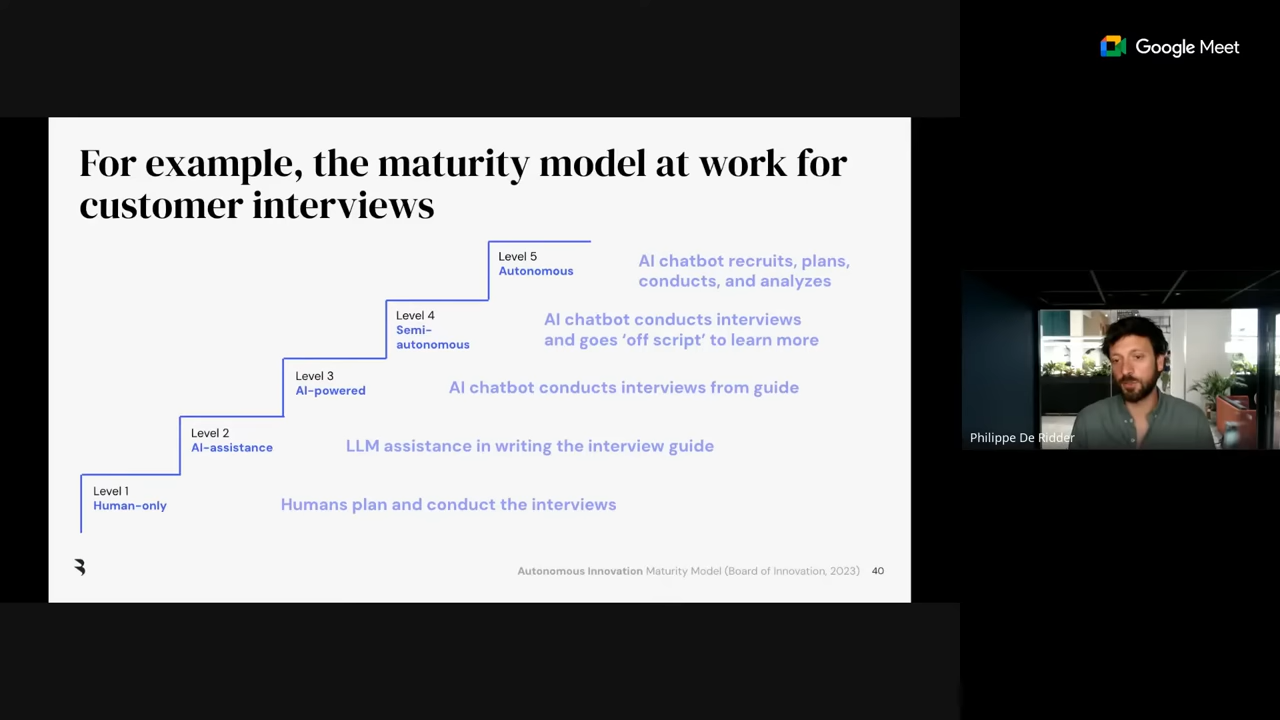 Google Meet
For example, the maturity model at work for
customer interviews
Level 5
Autonomous
AI chatbot recruits, plans,
conducts, and analyzes
Level 4
Semi-
autonomous
AI chatbot conducts interviews
and goes ‘off script’ to learn more
Level 3
AI-powered
AI chatbot conducts interviews from guide
Level 2
AI-assistance
LLM assistance in writing the interview guide
Level 1
Human-only
Humans plan and conduct the interviews
Autonomous Innovation Maturity Model (Board of Innovation, 2023) 40
Philippe De Ridder